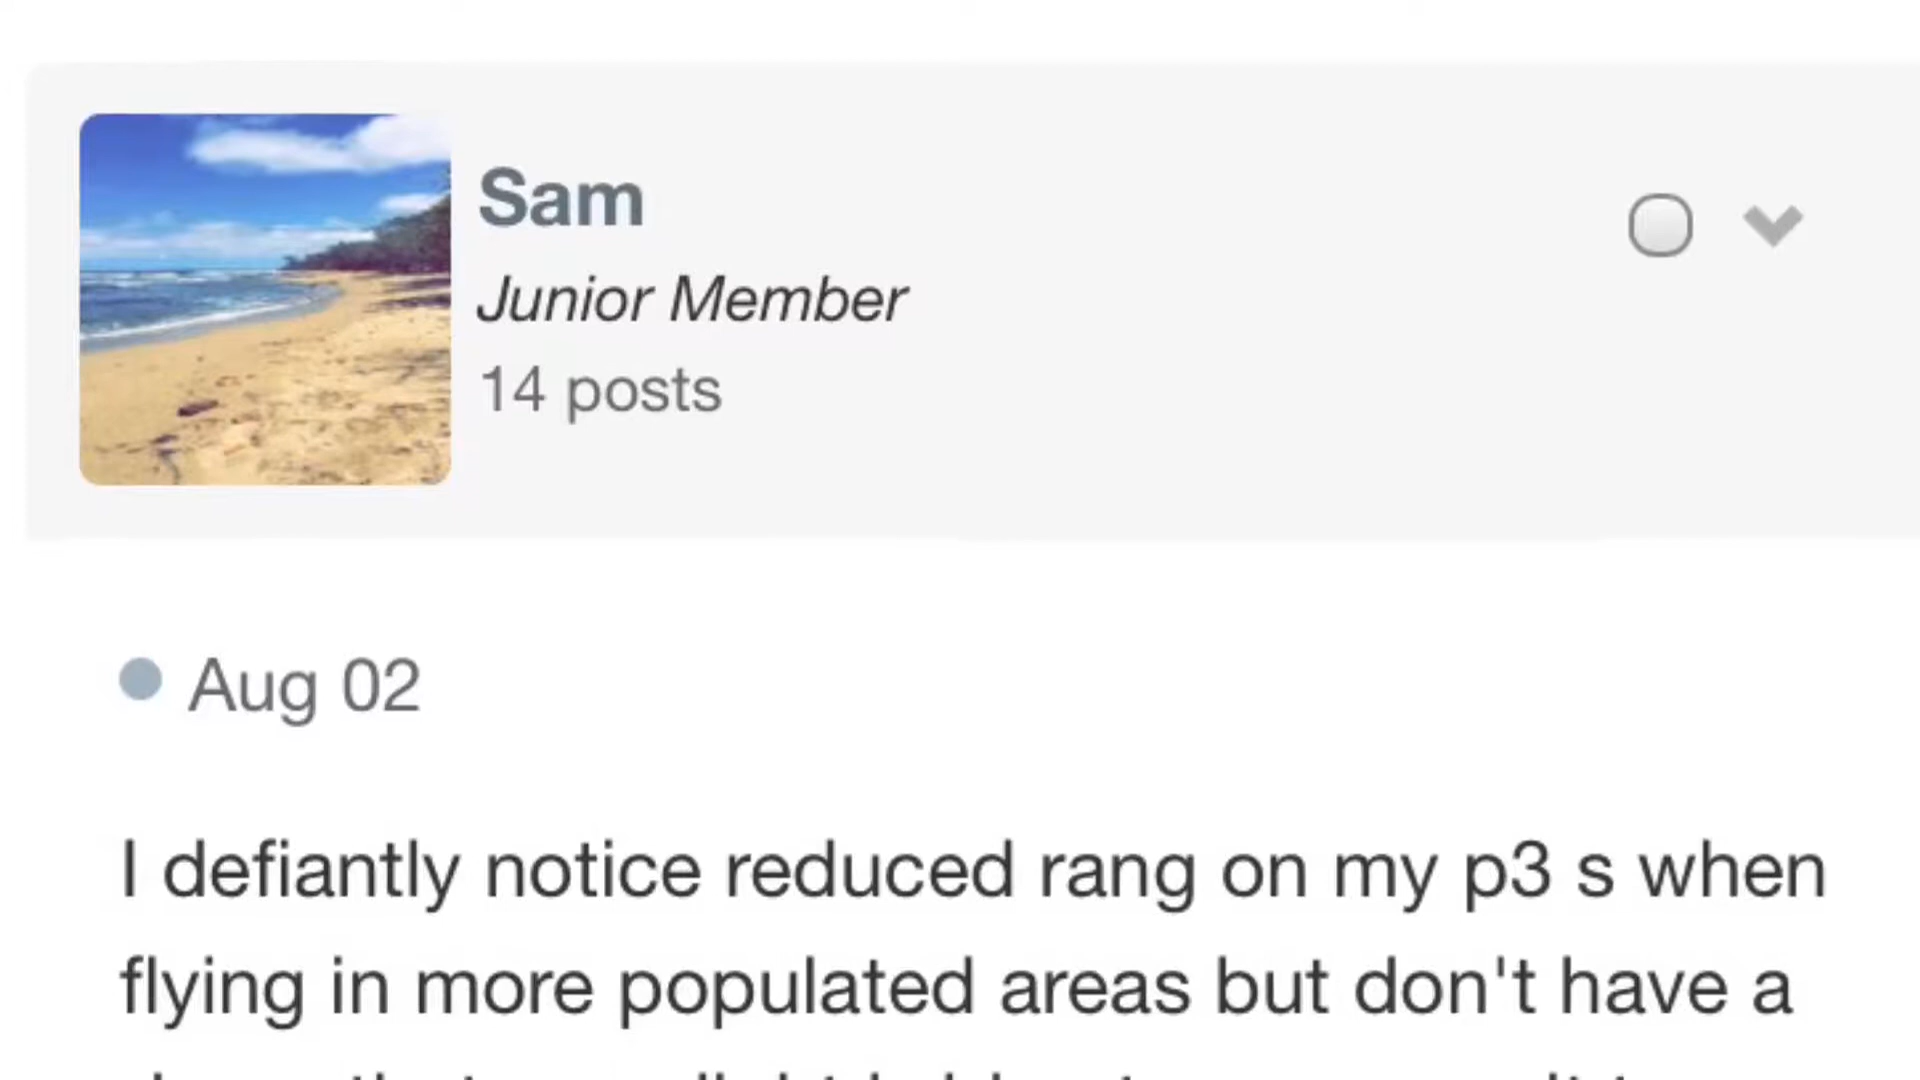 Sam
Junior Member
14 posts
Aug 02
I defiantly notice reduced rang on my p3 s when
flying in more populated areas but don't have a